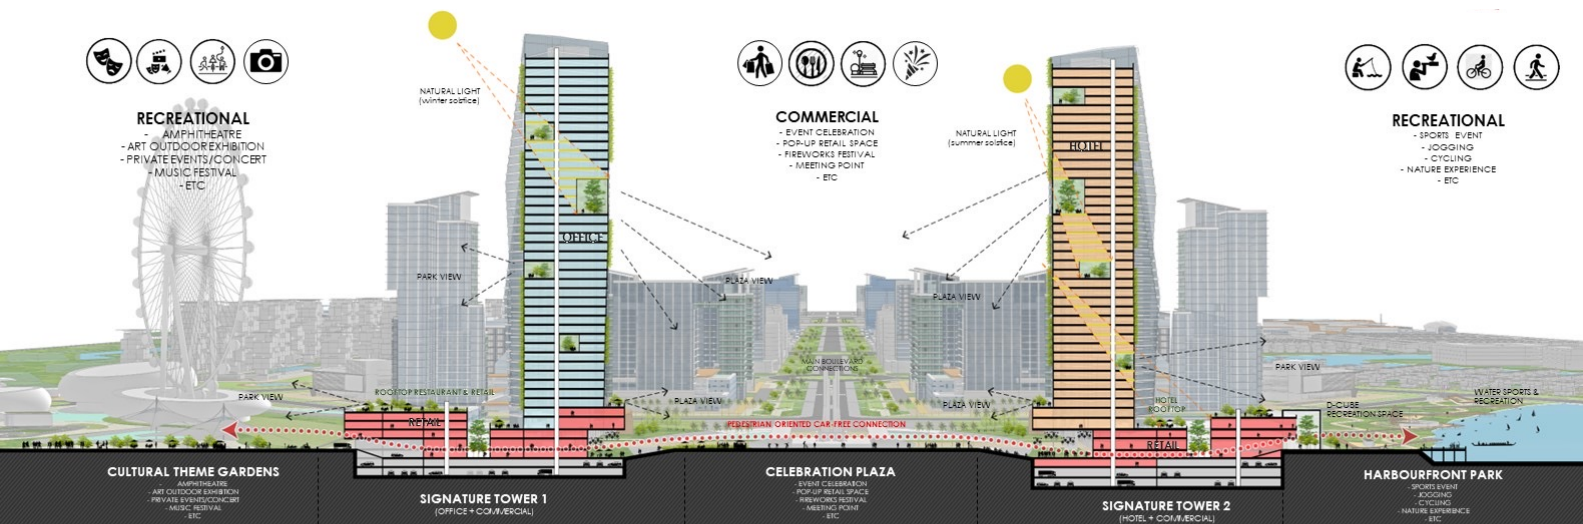 RECREATIONAL
- AMPHITHEATRE
- ART OUTDOOR EXHIBITION
- PRIVATE EVENTS/CONCERT
- MUSIC FESTIVAL
- ETC
NATURAL LIGHT
(winter solstice)
COMMERCIAL
- EVENT CELEBRATION
- POP-UP RETAIL SPACE
- FIREWORKS FESTIVAL
- MEETING POINT
- ETC
NATURAL LIGHT
(summer solstice)
RECREATIONAL
- SPORTS EVENT
- JOGGING
- CYCLING
- NATURE EXPERIENCE
- ETC
OFFICE
HOTEL
PARK VIEW
PLAZA VIEW
PLAZA VIEW
MAIN BOULEVARD
CONNECTIONS
PARK VIEW
PARK VIEW
ROOFTOP RESTAURANT & RETAIL
PLAZA VIEW
PLAZA VIEW
HOTEL
ROOFTOP
D-CUBE
RECREATION SPACE
WATER SPORTS &
RECREATION
RETAIL
PEDESTRIAN ORIENTED CAR-FREE CONNECTION
RETAIL
CULTURAL THEME GARDENS
- AMPHITHEATRE
- ART OUTDOOR EXHIBITION
- PRIVATE EVENTS/CONCERT
- MUSIC FESTIVAL
- ETC
SIGNATURE TOWER 1
(OFFICE + COMMERCIAL)
CELEBRATION PLAZA
- EVENT CELEBRATION
- POP-UP RETAIL SPACE
- FIREWORKS FESTIVAL
- MEETING POINT
- ETC
SIGNATURE TOWER 2
(HOTEL + COMMERCIAL)
HARBOURFRONT PARK
- SPORTS EVENT
- JOGGING
- CYCLING
- NATURE EXPERIENCE
- ETC